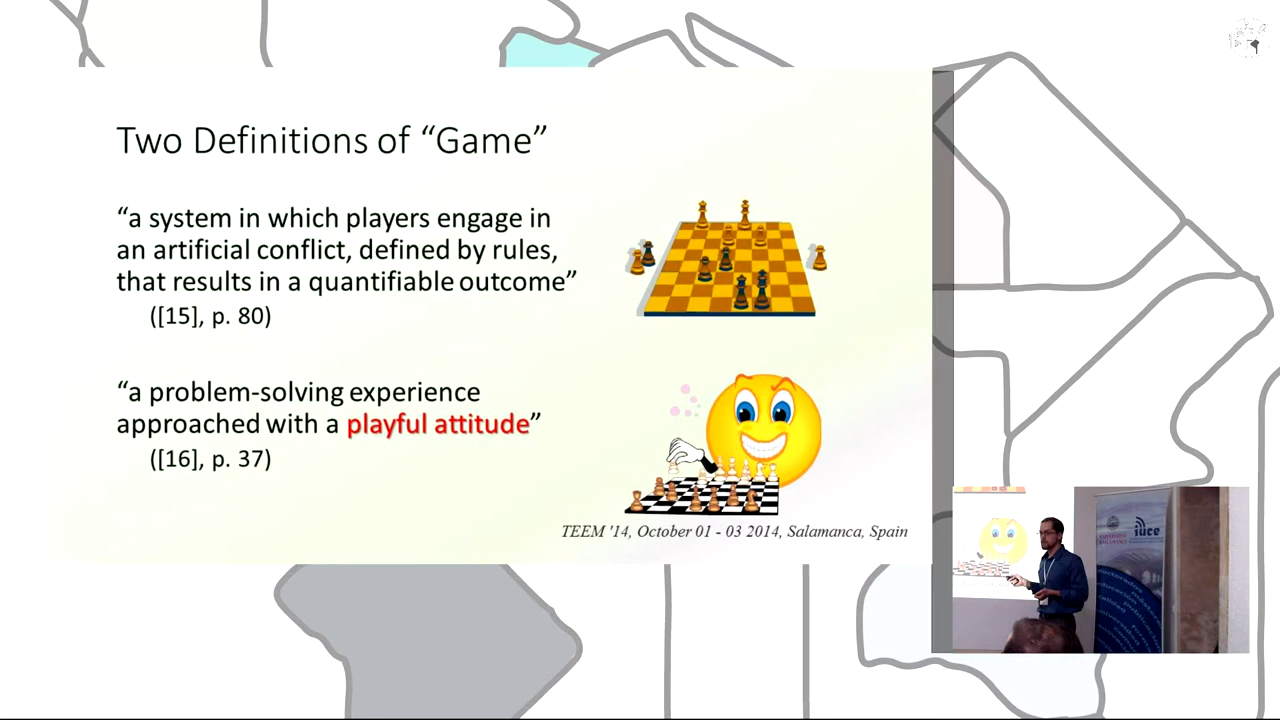 Two Definitions of “Game”
“a system in which players engage in
an artificial conflict, defined by rules,
that results in a quantifiable outcome”
([15], p. 80)
“a problem-solving experience
approached with a playful attitude”
([16], p. 37)
TEEM '14, October 01 - 03 2014, Salamanca, Spain
iuce